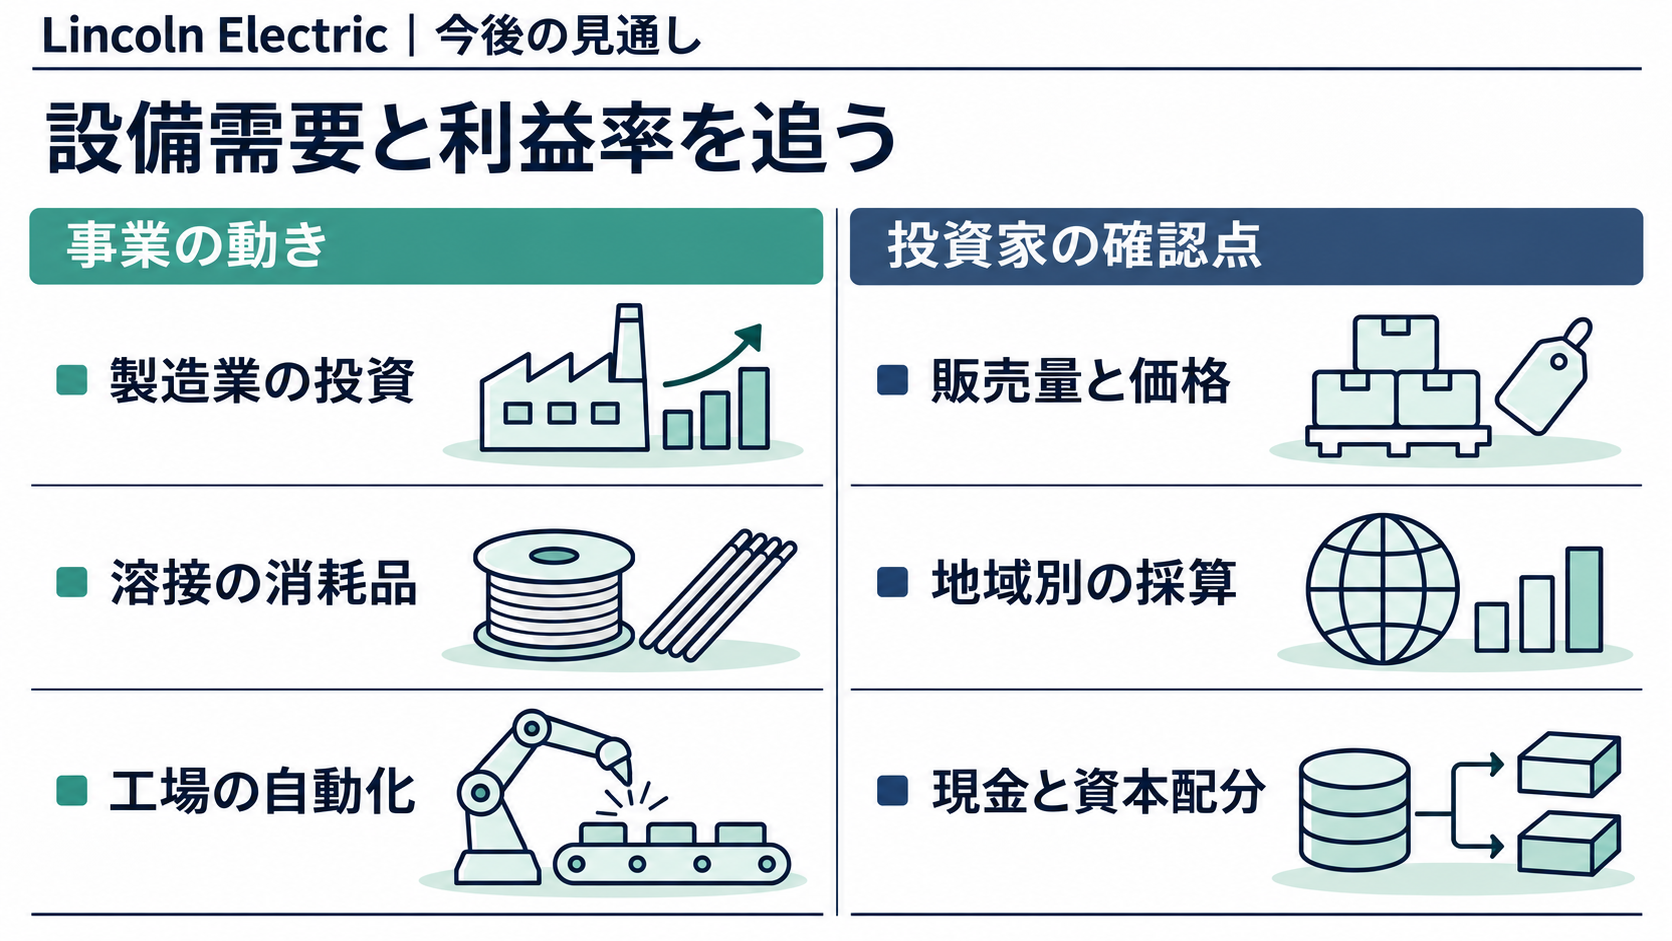 Lincoln Electric｜今後の見通し
設備需要と利益率を追う
事業の動き
製造業の投資
溶接の消耗品
工場の自動化
投資家の確認点
販売量と価格
地域別の採算
現金と資本配分